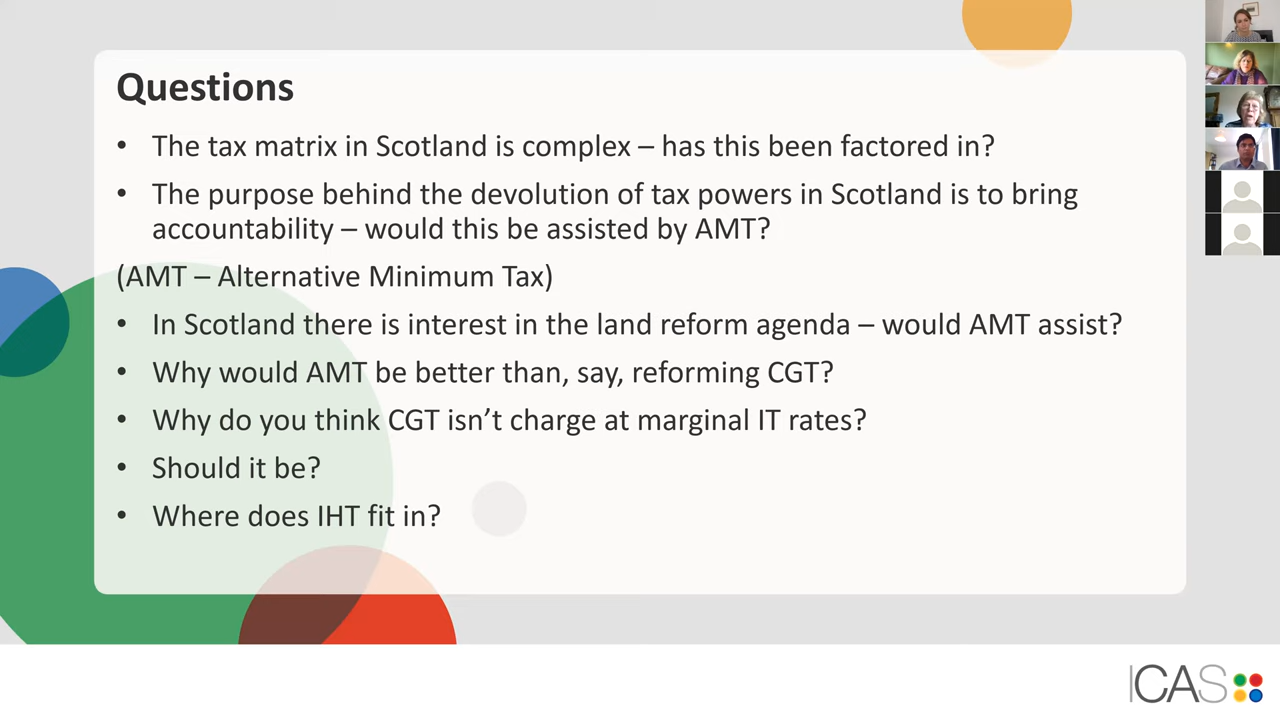 Questions
• The tax matrix in Scotland is complex – has this been factored in?
• The purpose behind the devolution of tax powers in Scotland is to bring
accountability – would this be assisted by AMT?
(AMT – Alternative Minimum Tax)
• In Scotland there is interest in the land reform agenda – would AMT assist?
• Why would AMT be better than, say, reforming CGT?
• Why do you think CGT isn’t charge at marginal IT rates?
• Should it be?
• Where does IHT fit in?
ICAS